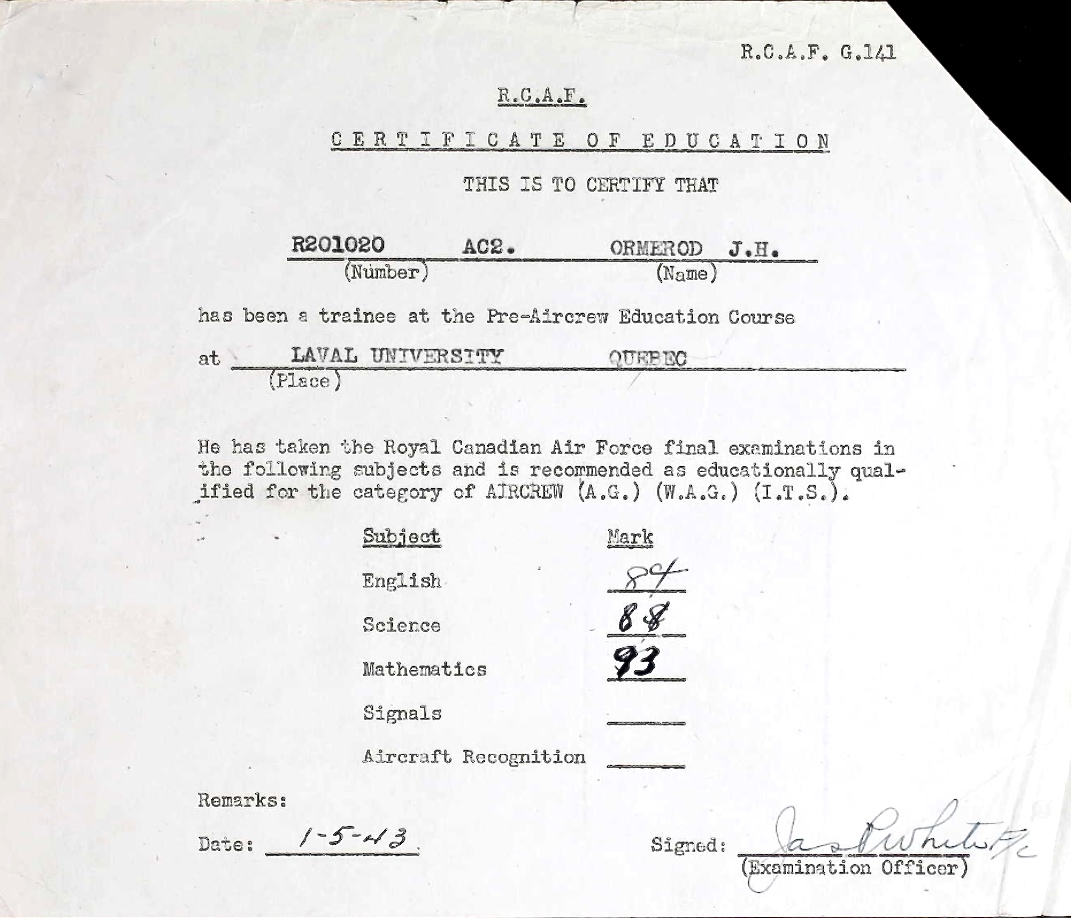 R.C.A.F. G.141
R.C.A.F.
CERTIFICATE OF EDUCATION
THIS IS TO CERTIFY THAT
R201020 AC2. ORMEROD J.H.
(Number) (Name)
has been a trainee at the Pre-Aircrew Education Course
at LAVAL UNIVERSITY QUEBEC
(Place)
He has taken the Royal Canadian Air Force final examinations in
the following subjects and is recommended as educationally qual-
ified for the category of AIRCREW (A.G.) (W.A.G.) (I.T.S.).
Subject Mark
English 84
Science 88
Mathematics 93
Signals
Aircraft Recognition
Remarks:
Date: 1-5-43 Signed: Jas P White F/c
(Examination Officer)